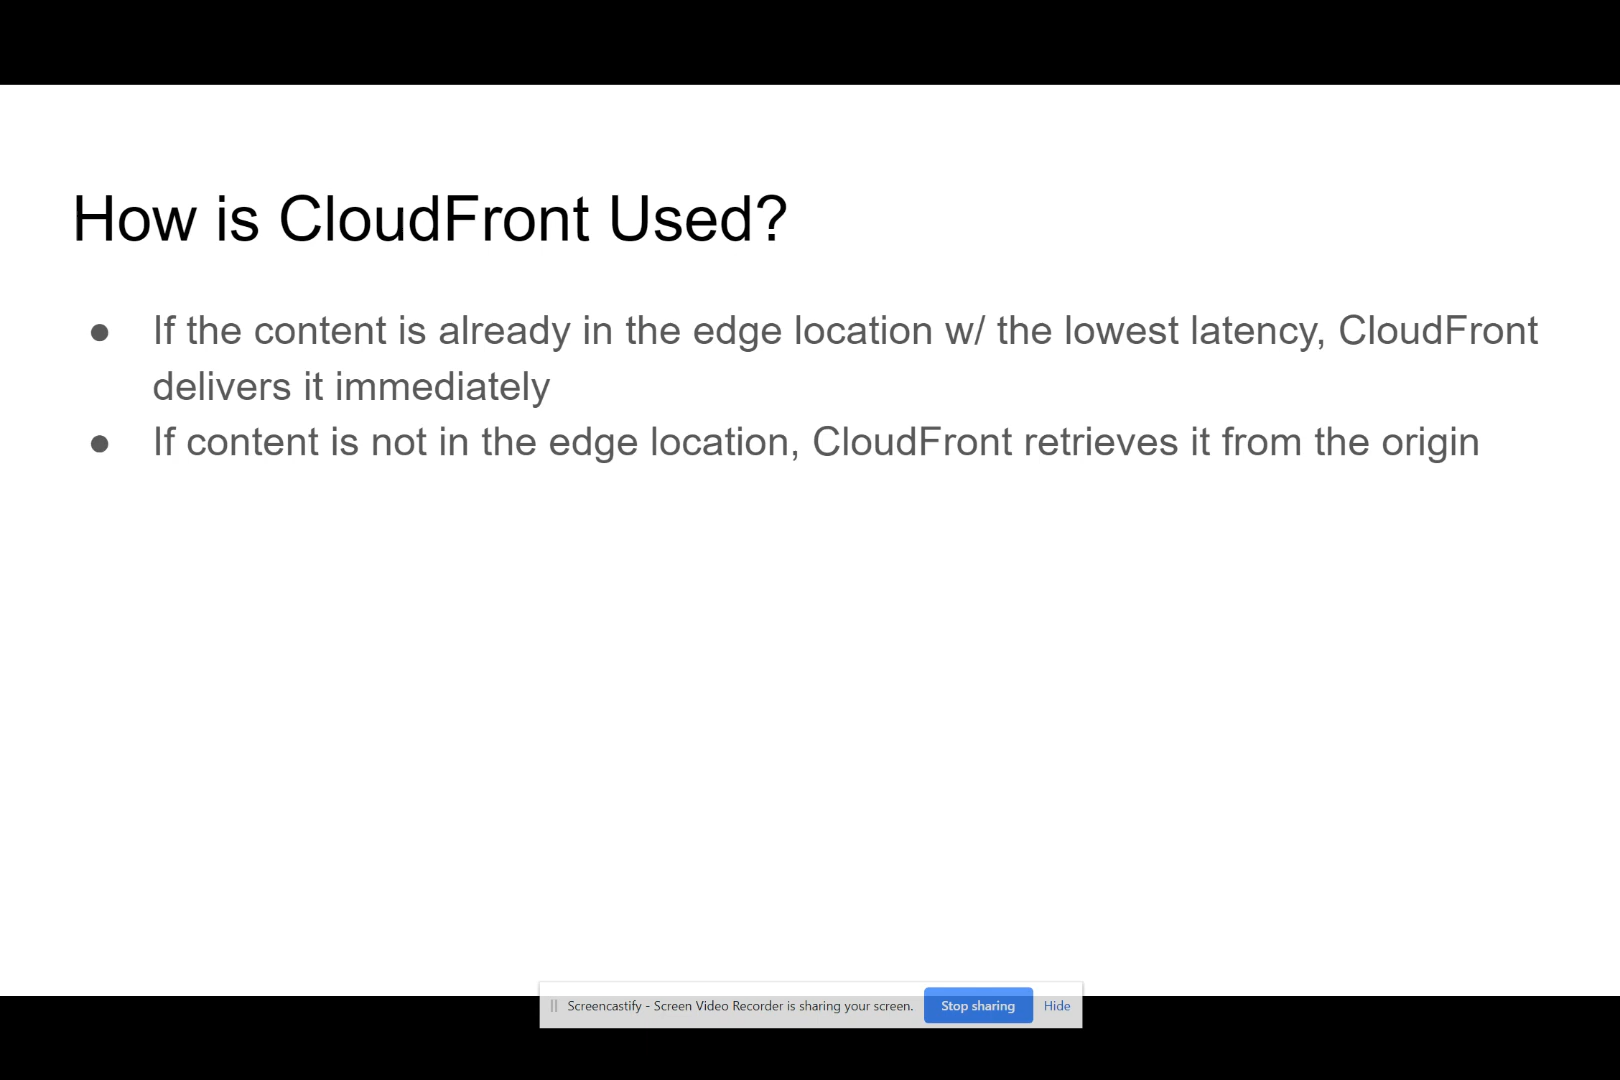 How is CloudFront Used?
● If the content is already in the edge location w/ the lowest latency, CloudFront
delivers it immediately
● If content is not in the edge location, CloudFront retrieves it from the origin
Screencastify - Screen Video Recorder is sharing your screen. Stop sharing Hide